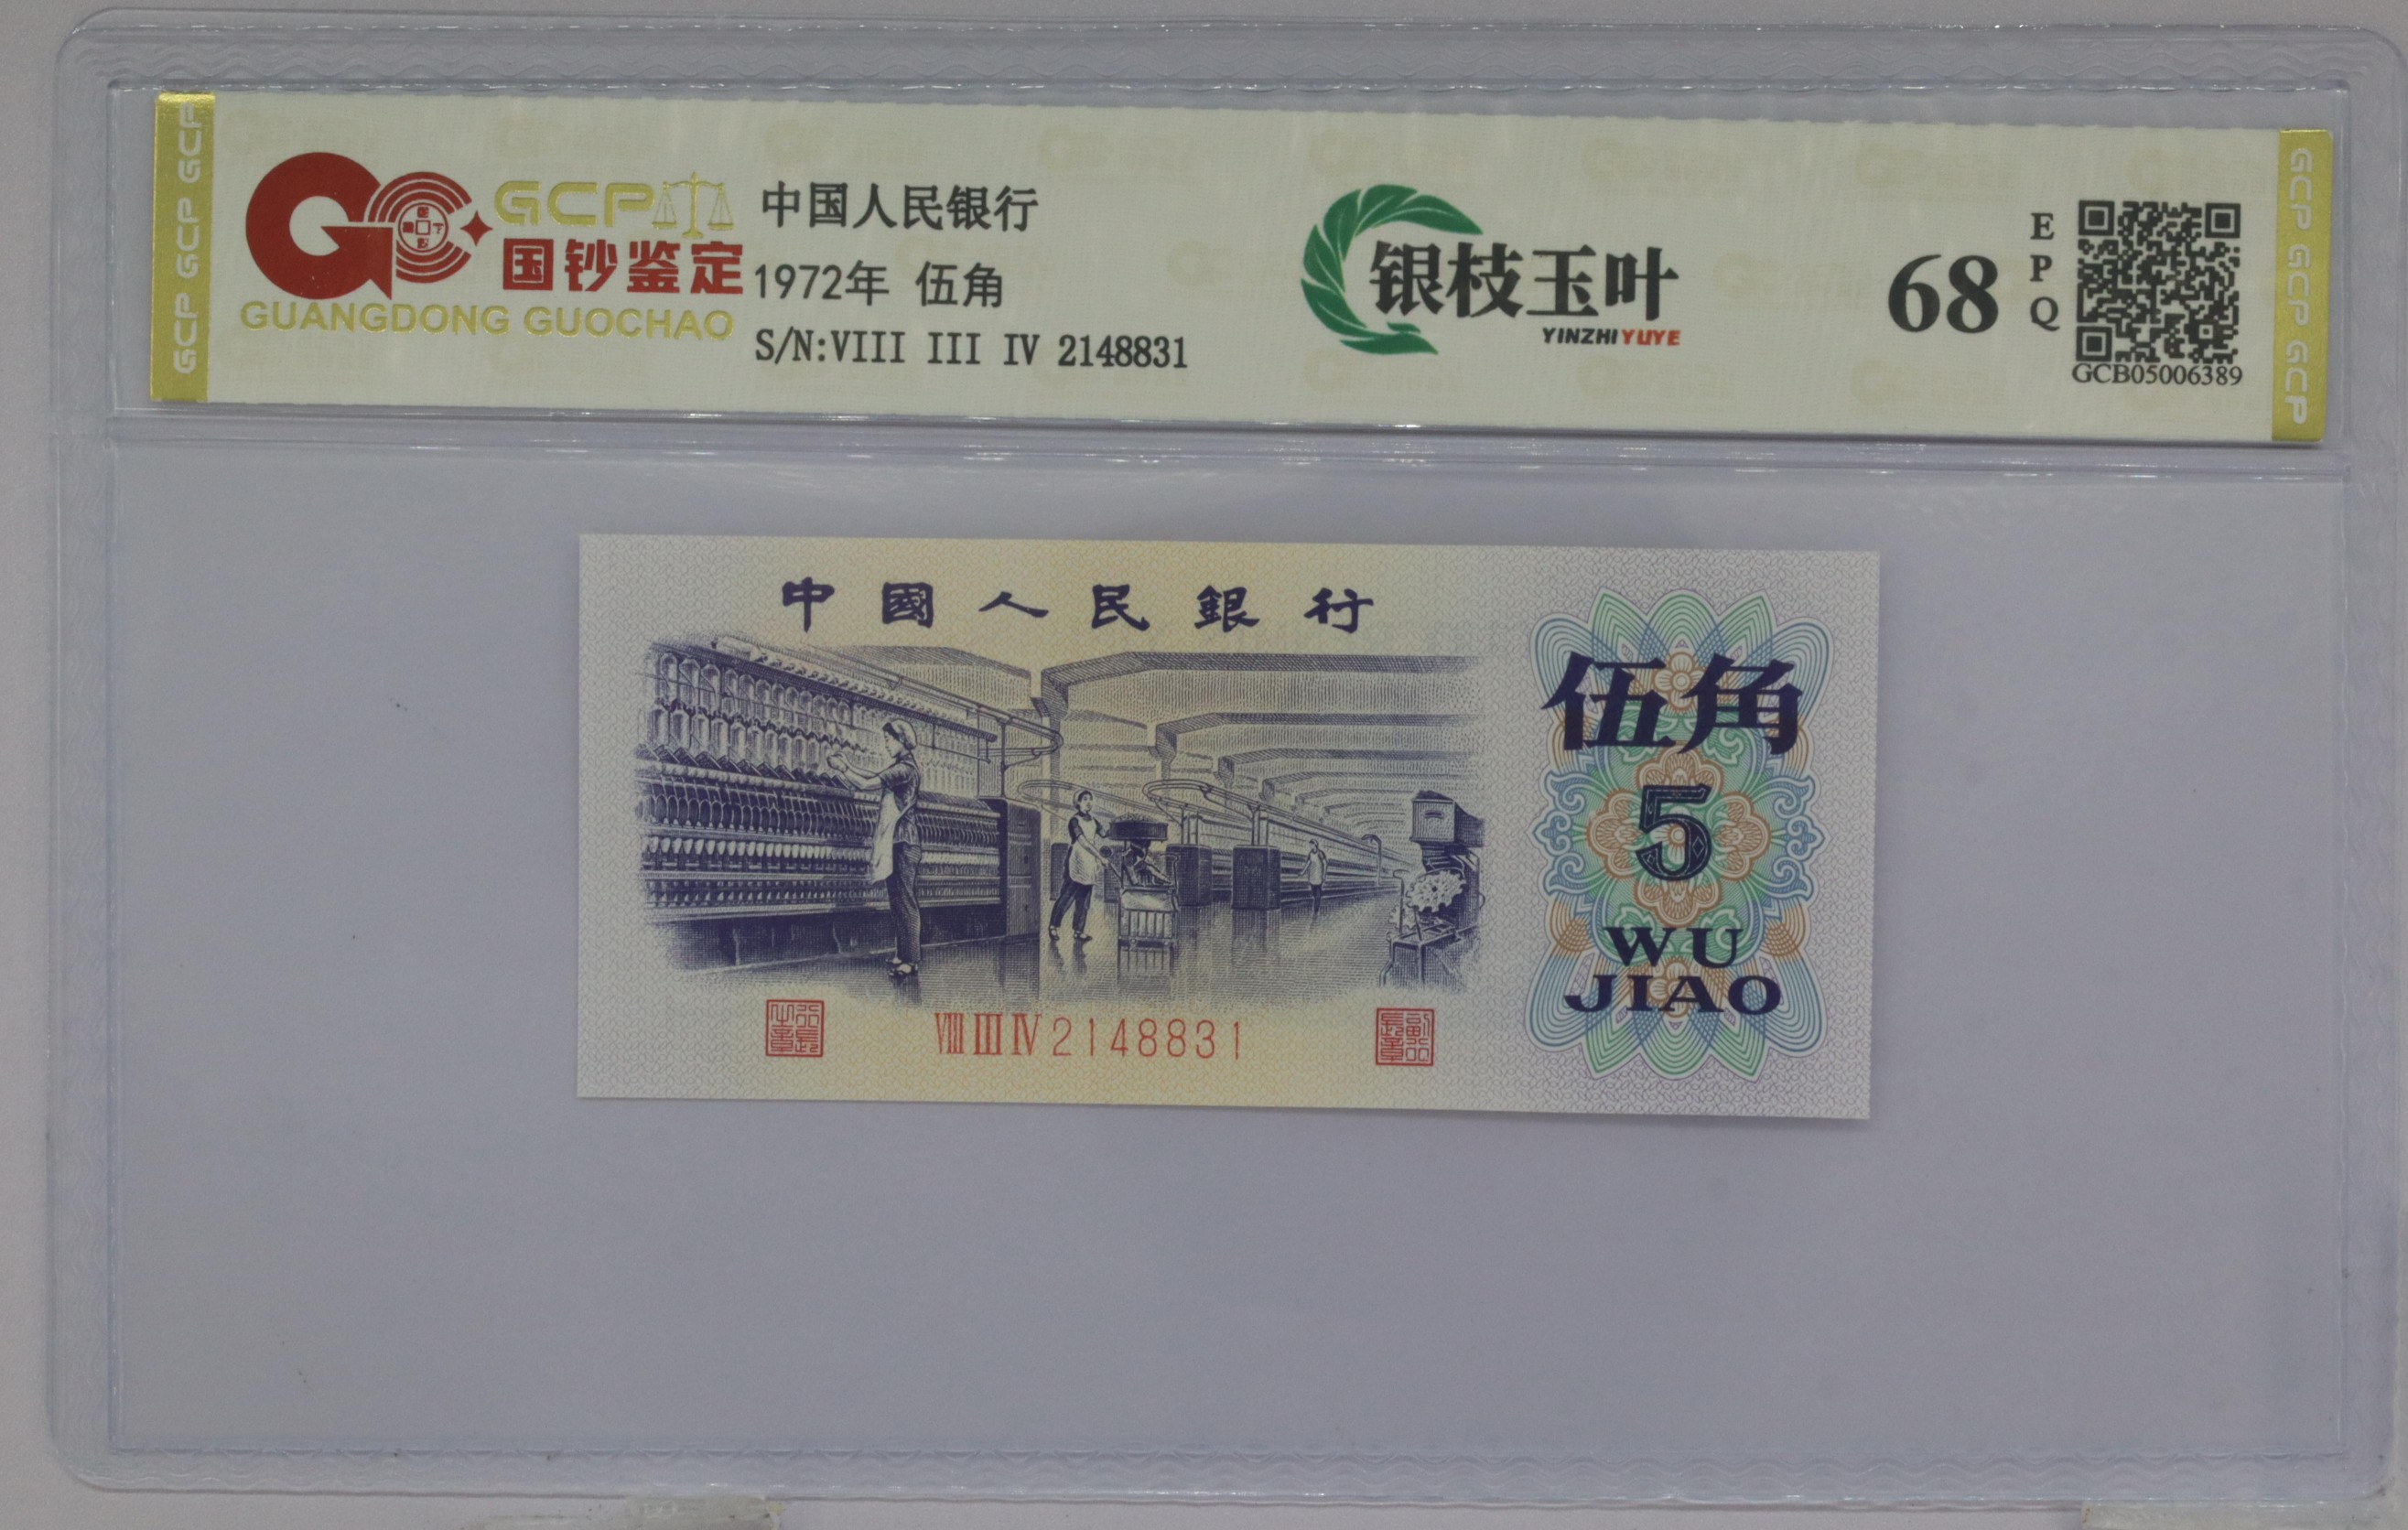 GCP GCP GCP
GCP
国钞鉴定
GUANGDONG GUOCHAO
中国人民银行
1972年 伍角
S/N:VIII III IV 2148831
银枝玉叶
YINZHIYUYE
68
EPQ
GCB05006389
GCP GCP GCP
中國人民銀行
伍角
5
WU
JIAO
VIII III IV 2148831